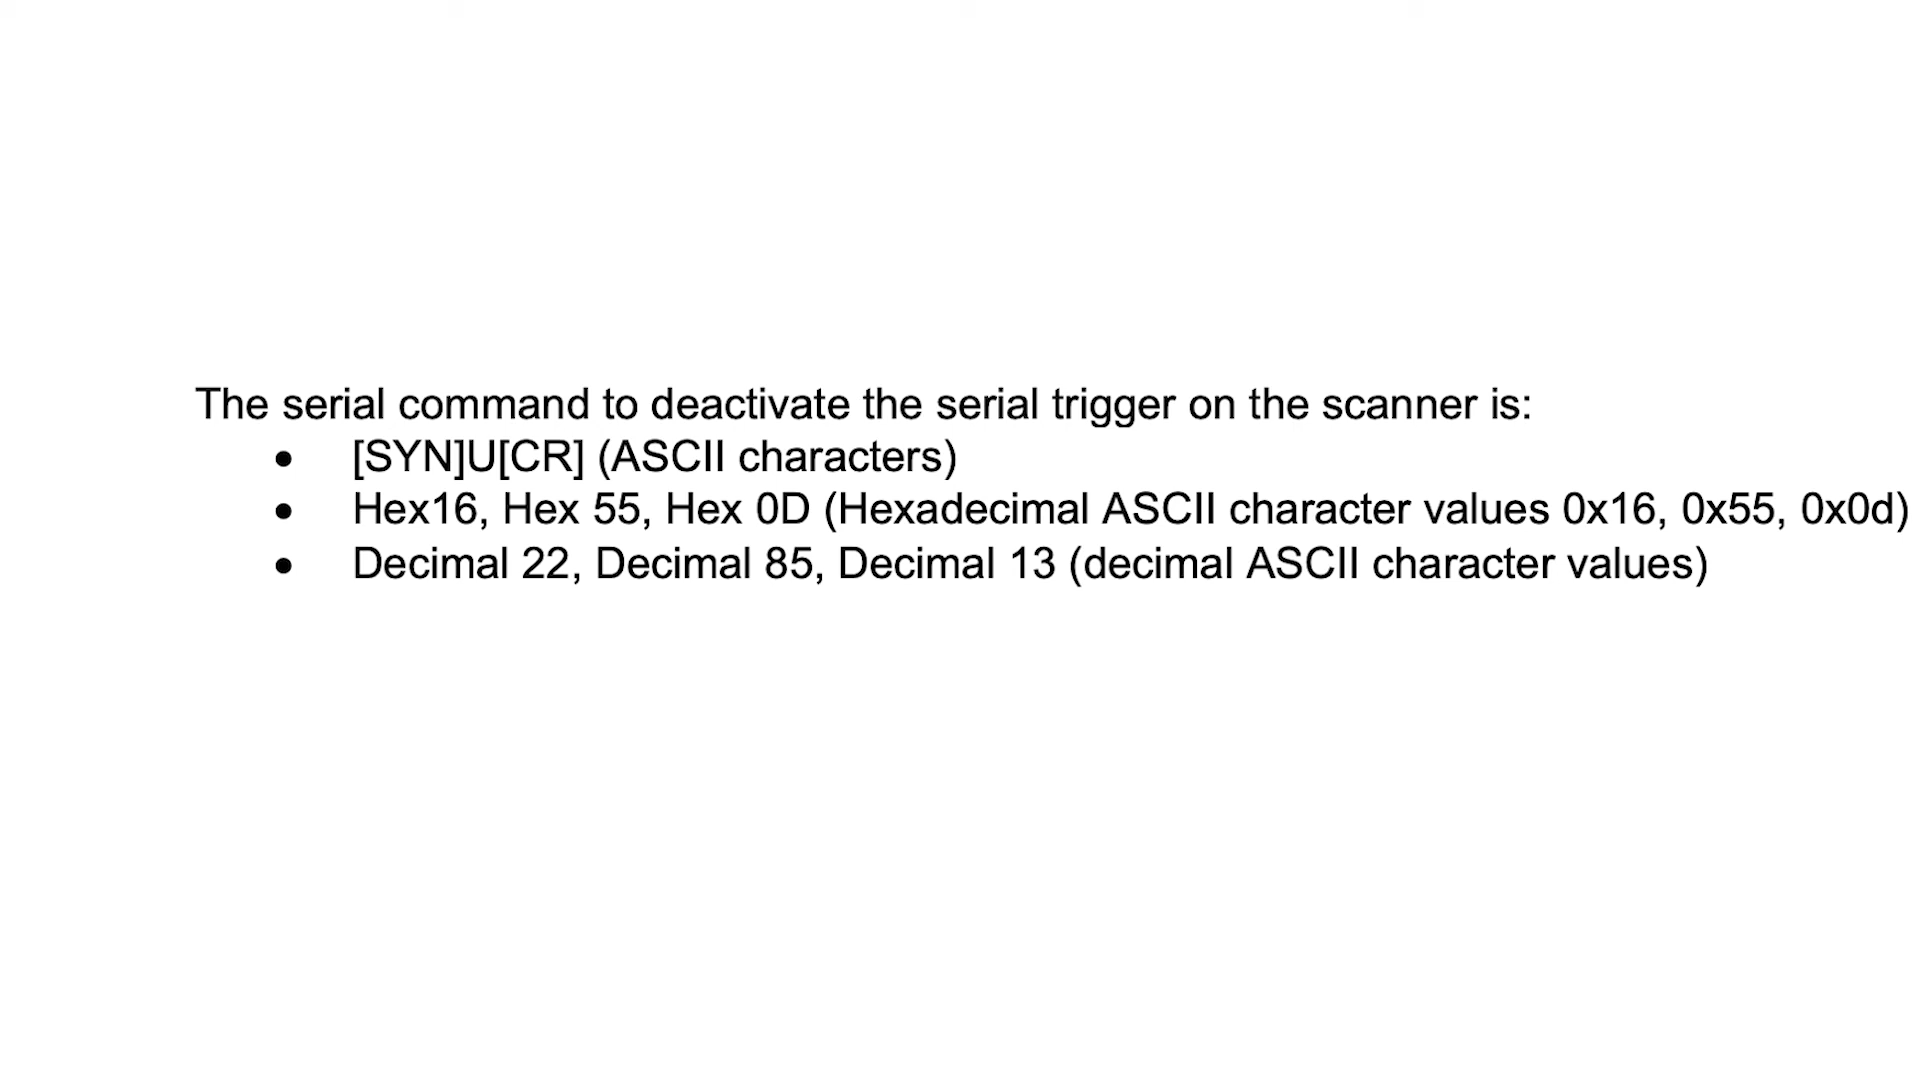 The serial command to deactivate the serial trigger on the scanner is:
• [SYN]U[CR] (ASCII characters)
• Hex16, Hex 55, Hex 0D (Hexadecimal ASCII character values 0x16, 0x55, 0x0d)
• Decimal 22, Decimal 85, Decimal 13 (decimal ASCII character values)